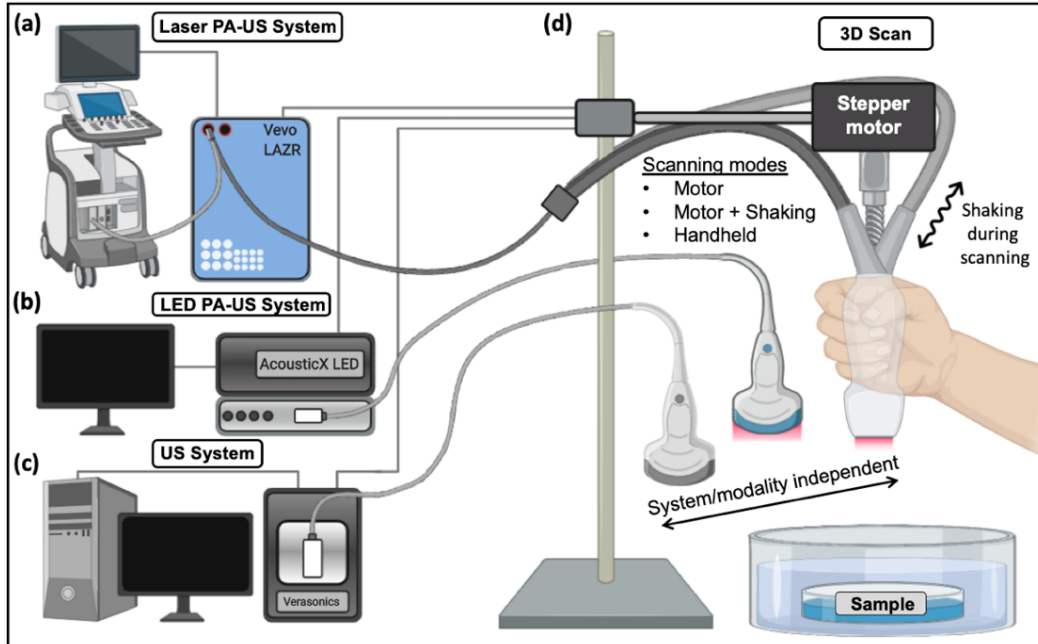 (a)
Laser PA-US System
Vevo
LAZR
(b)
LED PA-US System
AcousticX LED
(c)
US System
Verasonics
(d)
3D Scan
Stepper
motor
Scanning modes
• Motor
• Motor + Shaking
• Handheld
Shaking
during
scanning
System/modality independent
Sample